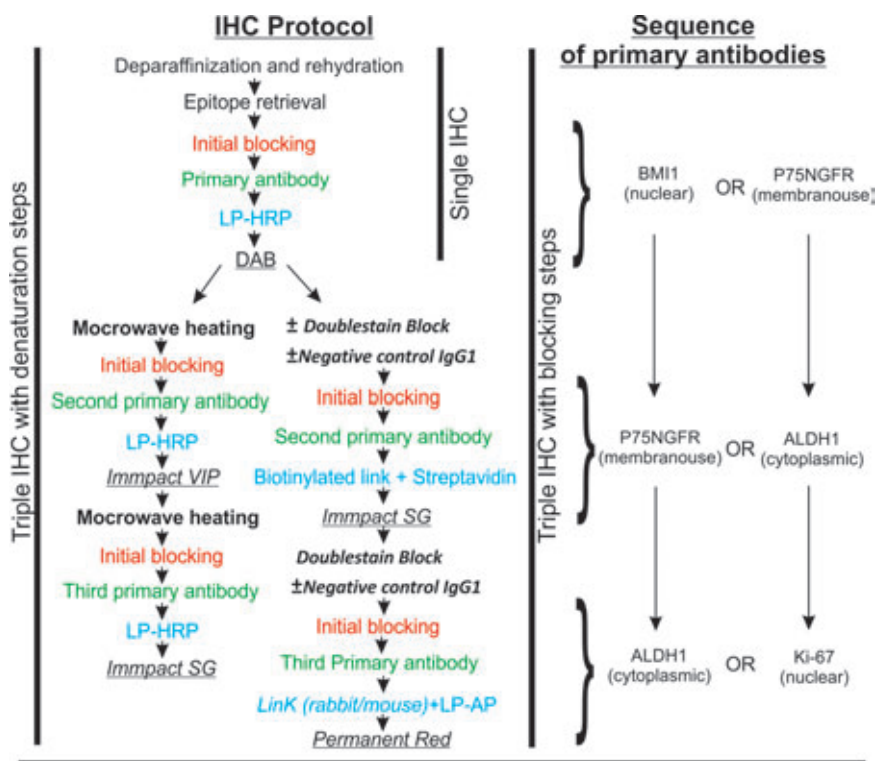 IHC Protocol
Deparaffinization and rehydration
Epitope retrieval
Initial blocking
Primary antibody
LP-HRP
DAB
Single IHC
Triple IHC with denaturation steps
Mocrowave heating
Initial blocking
Second primary antibody
LP-HRP
Immpact VIP
Mocrowave heating
Initial blocking
Third primary antibody
LP-HRP
Immpact SG
± Doublestain Block
±Negative control IgG1
Initial blocking
Second primary antibody
Biotinylated link + Streptavidin
Immpact SG
Doublestain Block
±Negative control IgG1
Initial blocking
Third Primary antibody
LinK (rabbit/mouse)+LP-AP
Permanent Red
Triple IHC with blocking steps
Sequence
of primary antibodies
BMI1
(nuclear)
OR
P75NGFR
(membranouse)
P75NGFR
(membranouse)
OR
ALDH1
(cytoplasmic)
ALDH1
(cytoplasmic)
OR
Ki-67
(nuclear)